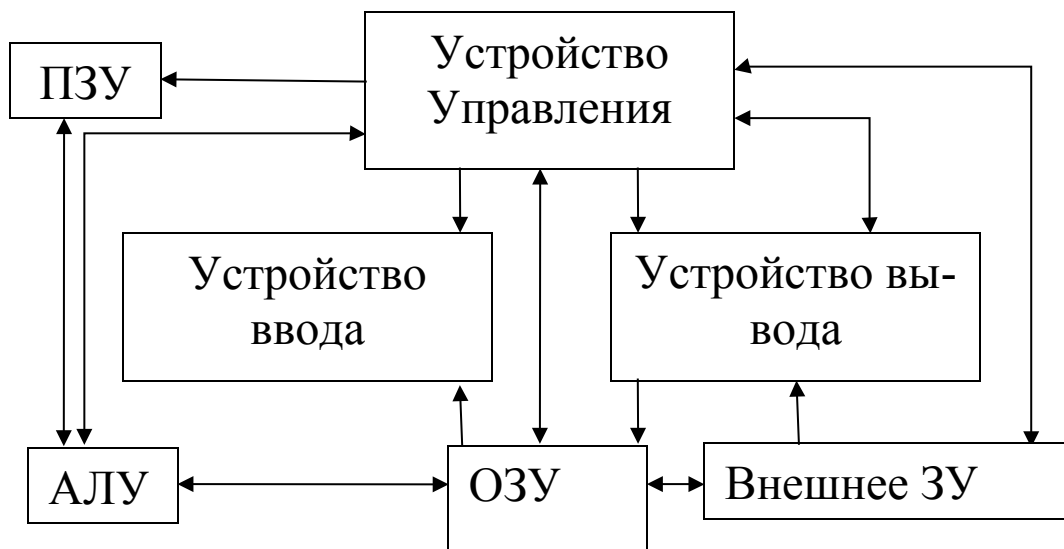 Устройство
Управления
ПЗУ
Устройство
ввода
Устройство вы-
вода
АЛУ
ОЗУ
Внешнее ЗУ